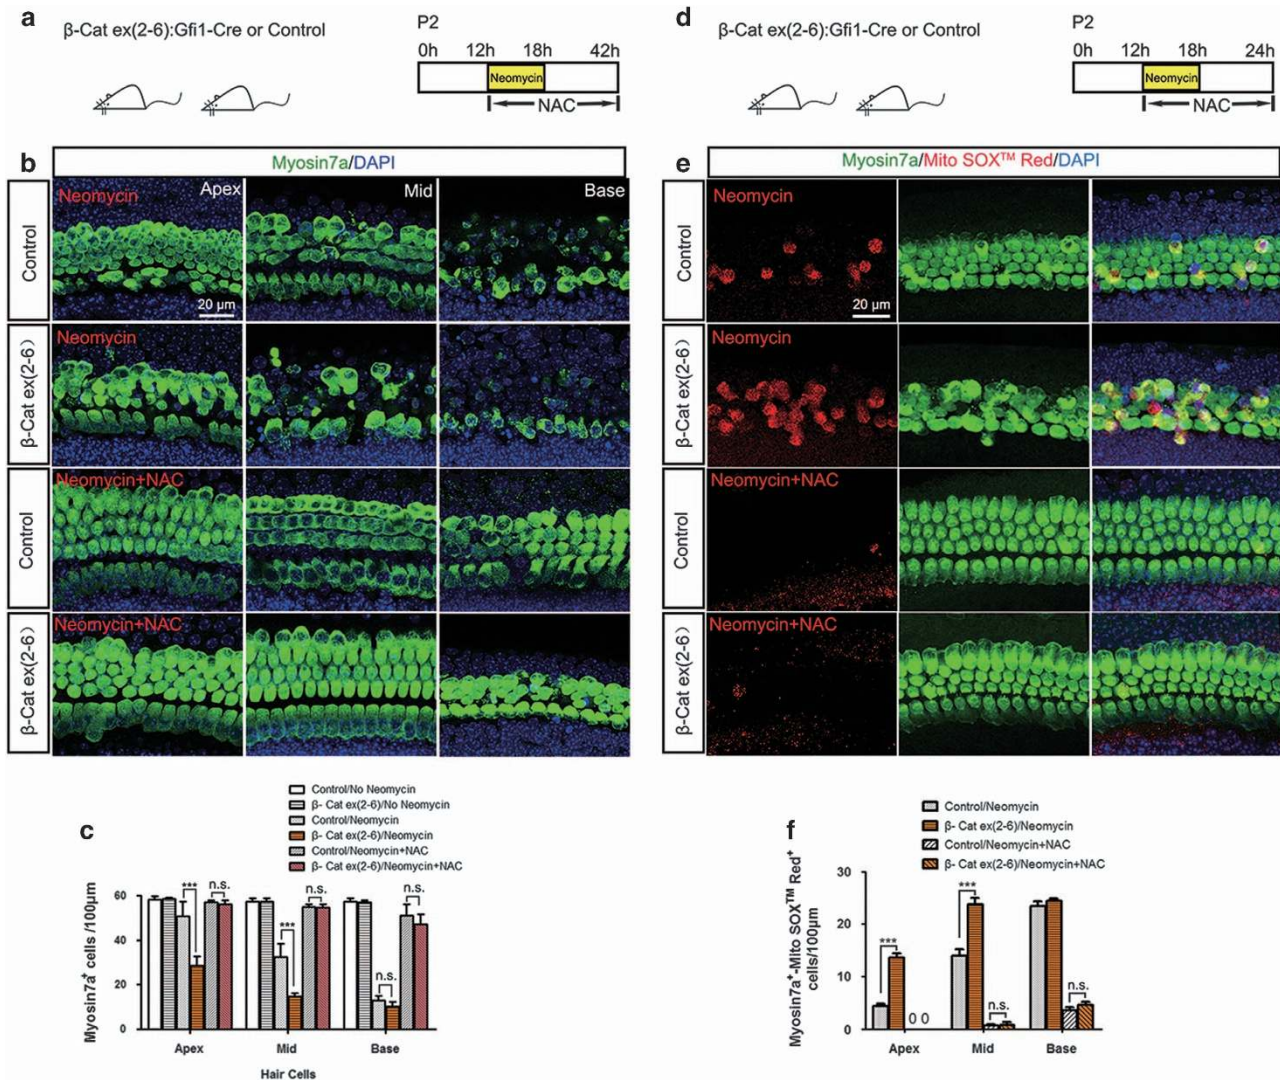 a
β-Cat ex(2-6):Gfi1-Cre or Control
P2
0h 12h 18h 42h
Neomycin
NAC
d
β-Cat ex(2-6):Gfi1-Cre or Control
P2
0h 12h 18h 24h
Neomycin
NAC
b
Myosin7a/DAPI
Control
Neomycin
Apex
Mid
Base
20 μm
β-Cat ex(2-6)
Neomycin
Control
Neomycin+NAC
β-Cat ex(2-6)
Neomycin+NAC
e
Myosin7a/Mito SOX™ Red/DAPI
Control
Neomycin
20 μm
β-Cat ex(2-6)
Neomycin
Control
Neomycin+NAC
β-Cat ex(2-6)
Neomycin+NAC
c
Control/No Neomycin
β- Cat ex(2-6)/No Neomycin
Control/Neomycin
β- Cat ex(2-6)/Neomycin
Control/Neomycin+NAC
β- Cat ex(2-6)/Neomycin+NAC
Myosin7a⁺ cells /100μm
60
40
20
0
*** n.s.
*** n.s.
n.s. n.s.
Apex Mid Base
Hair Cells
f
Control/Neomycin
β- Cat ex(2-6)/Neomycin
Control/Neomycin+NAC
β- Cat ex(2-6)/Neomycin+NAC
Myosin7a⁺-Mito SOX™ Red⁺
cells/100μm
30
20
10
0
*** 0 0
*** n.s.
n.s.
Apex Mid Base